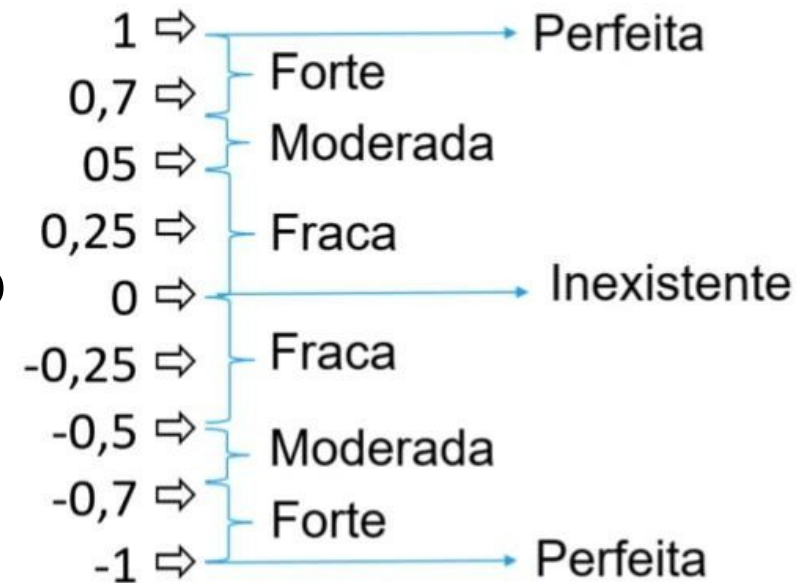 1 ⇨ Perfeita
Forte
0,7 ⇨
Moderada
05 ⇨
0,25 ⇨ Fraca
0 ⇨ Inexistente
-0,25 ⇨ Fraca
-0,5 ⇨
Moderada
-0,7 ⇨
Forte
-1 ⇨ Perfeita